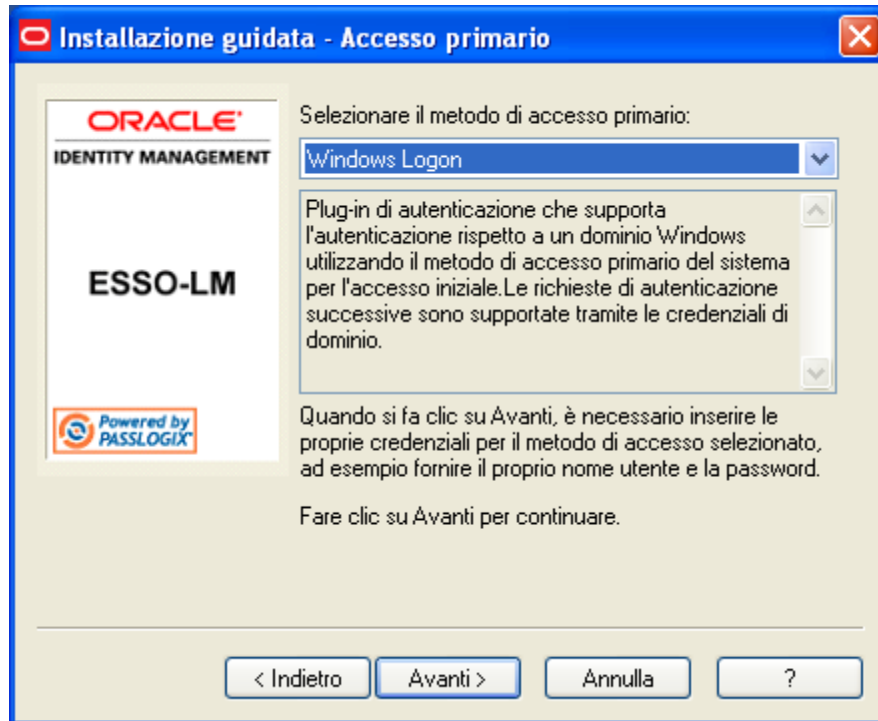 Installazione guidata - Accesso primario
ORACLE
IDENTITY MANAGEMENT
ESSO-LM
Powered by
PASSLOGIX
Selezionare il metodo di accesso primario:
Windows Logon
Plug-in di autenticazione che supporta
l'autenticazione rispetto a un dominio Windows
utilizzando il metodo di accesso primario del sistema
per l'accesso iniziale.Le richieste di autenticazione
successive sono supportate tramite le credenziali di
dominio.
Quando si fa clic su Avanti, è necessario inserire le
proprie credenziali per il metodo di accesso selezionato,
ad esempio fornire il proprio nome utente e la password.
Fare clic su Avanti per continuare.
< Indietro
Avanti >
Annulla
?